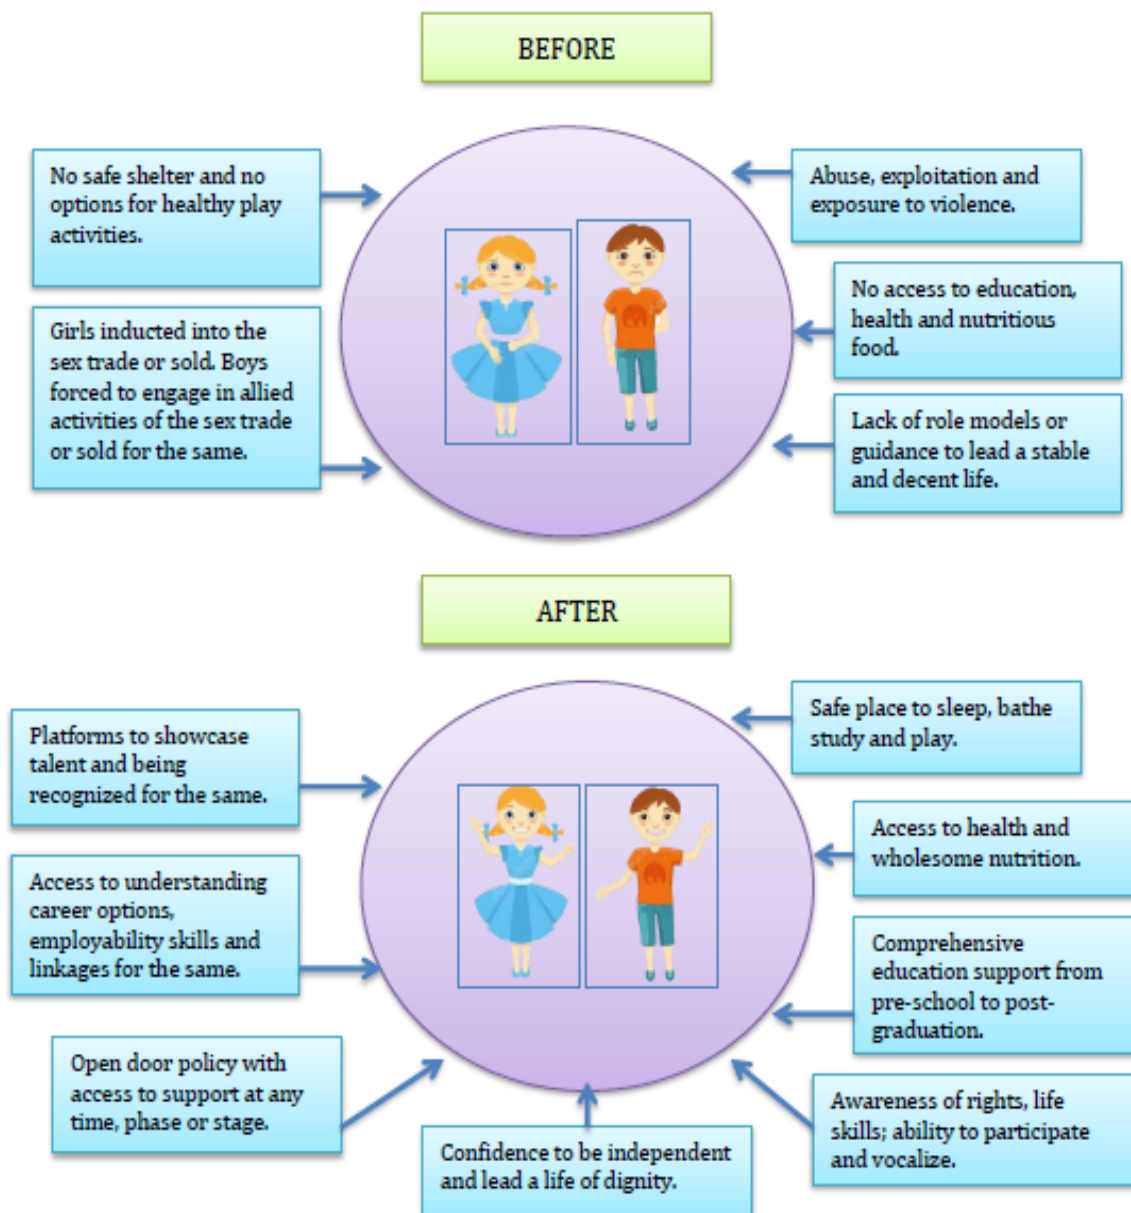 BEFORE
No safe shelter and no
options for healthy play
activities.
Abuse, exploitation and
exposure to violence.
Girls inducted into the
sex trade or sold. Boys
forced to engage in allied
activities of the sex trade
or sold for the same.
No access to education,
health and nutritious
food.
Lack of role models or
guidance to lead a stable
and decent life.
AFTER
Platforms to showcase
talent and being
recognized for the same.
Safe place to sleep, bathe
study and play.
Access to understanding
career options,
employability skills and
linkages for the same.
Access to health and
wholesome nutrition.
Comprehensive
education support from
pre-school to post-
graduation.
Open door policy with
access to support at any
time, phase or stage.
Confidence to be independent
and lead a life of dignity.
Awareness of rights, life
skills; ability to participate
and vocalize.